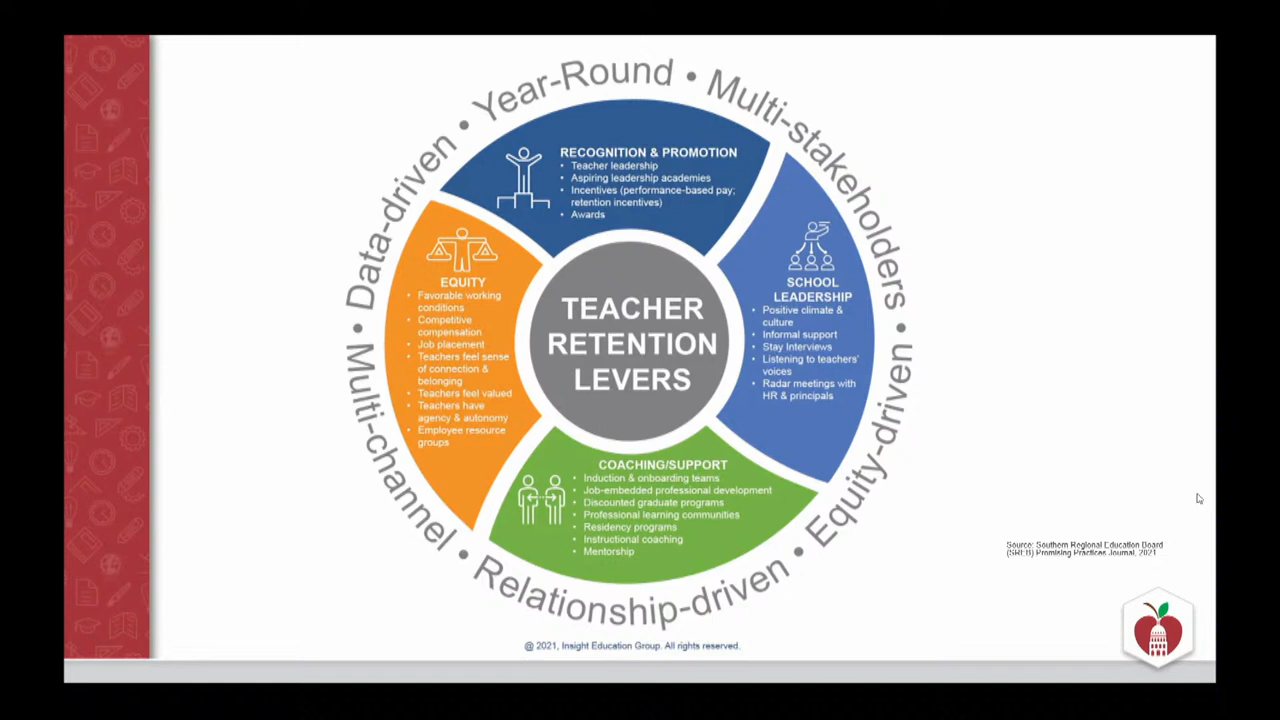 Data-driven • Year-Round • Multi-stakeholders • Equity-driven • Relationship-driven • Multi-channel •
RECOGNITION & PROMOTION
• Teacher leadership
• Aspiring leadership academies
• Incentives (performance-based pay;
retention incentives)
• Awards
EQUITY
• Favorable working
conditions
• Competitive
compensation
• Job placement
• Teachers feel sense
of connection &
belonging
• Teachers feel valued
• Teachers have
agency & autonomy
• Employee resource
groups
TEACHER
RETENTION
LEVERS
SCHOOL
LEADERSHIP
• Positive climate &
culture
• Informal support
• Stay Interviews
• Listening to teachers'
voices
• Radar meetings with
HR & principals
COACHING/SUPPORT
• Induction & onboarding teams
• Job-embedded professional development
• Discounted graduate programs
• Professional learning communities
• Residency programs
• Instructional coaching
• Mentorship
Source: Southern Regional Education Board
(SREB) Promising Practices Journal, 2021
@ 2021, Insight Education Group. All rights reserved.